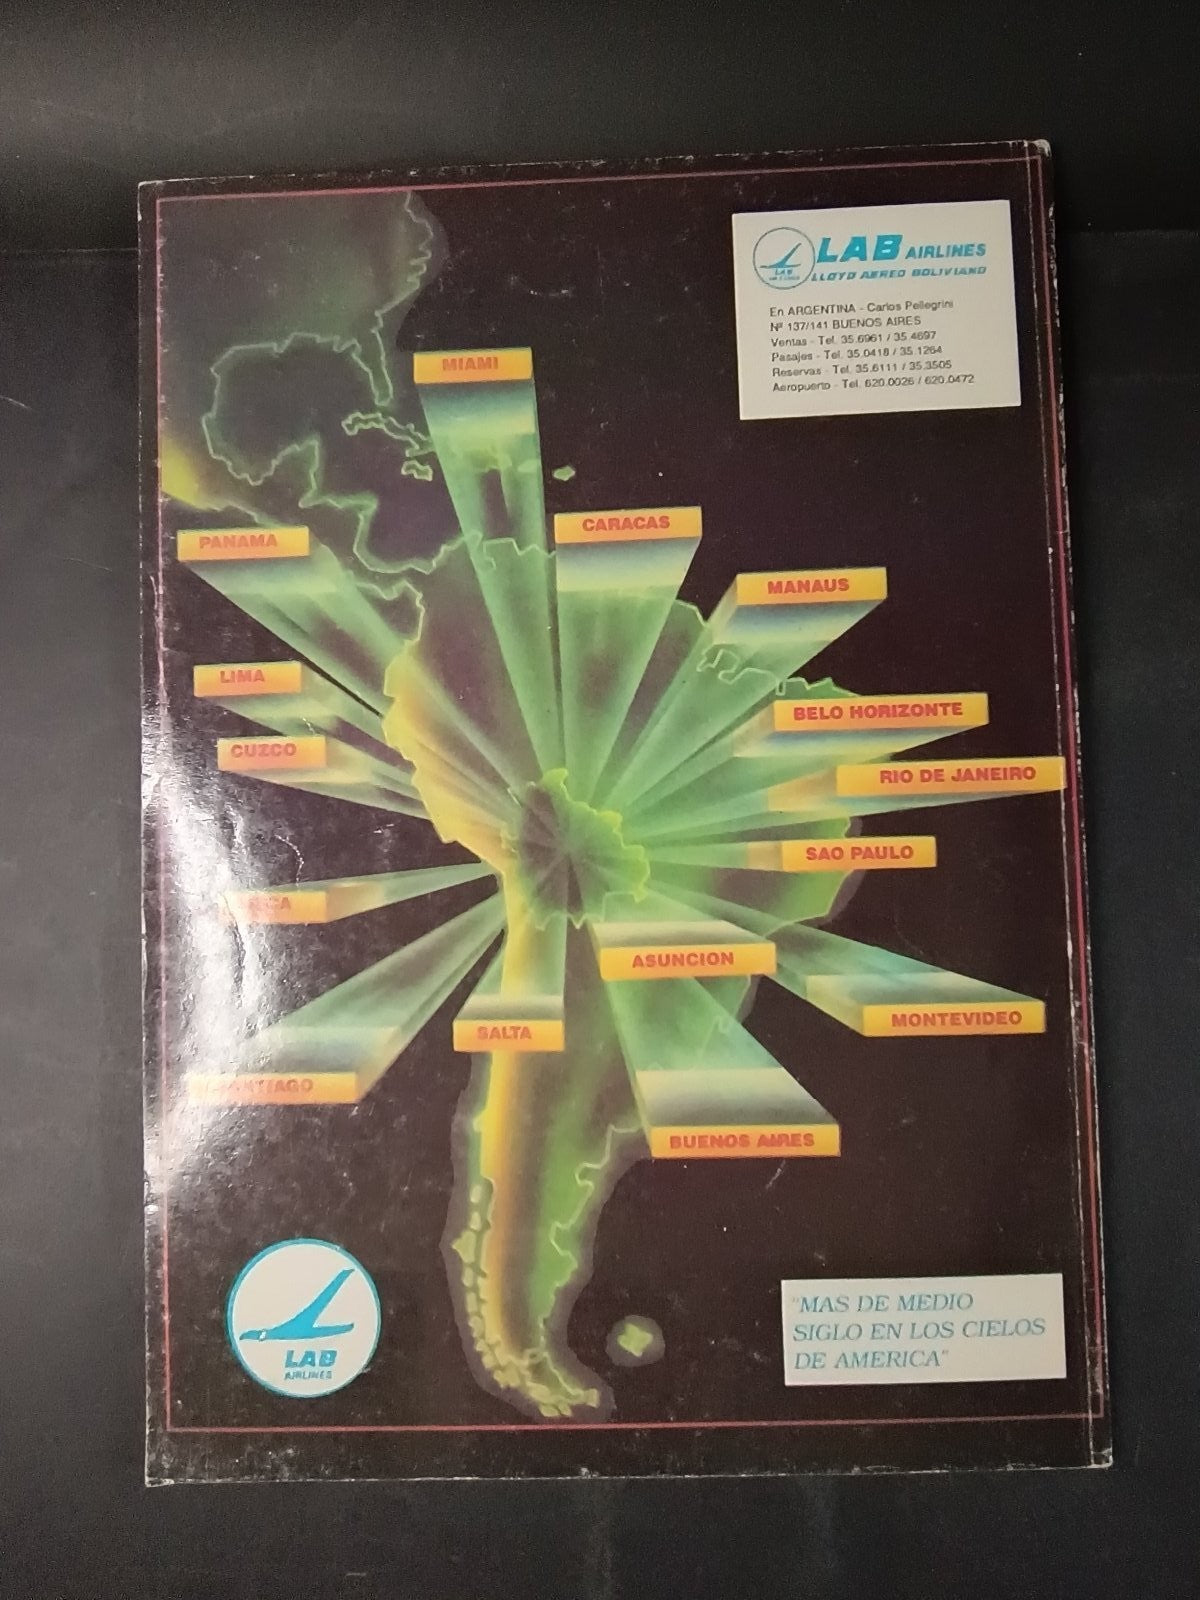 LAB AIRLINES
LLOYD AEREO BOLIVIANO
LAB
En ARGENTINA - Carlos Pellegrini
Nº 137/141 BUENOS AIRES
Ventas - Tel. 35.6961 / 35.4697
Pasajes - Tel. 35.0418 / 35.1264
Reservas - Tel. 35.6111 / 35.3505
Aeropuerto - Tel. 620.0026 / 620.0472
MIAMI
CARACAS
PANAMA
MANAUS
LIMA
BELO HORIZONTE
CUZCO
RIO DE JANEIRO
SAO PAULO
ASUNCION
MONTEVIDEO
SALTA
SANTIAGO
BUENOS AIRES
LAB
AIRLINES
"MAS DE MEDIO
SIGLO EN LOS CIELOS
DE AMERICA"